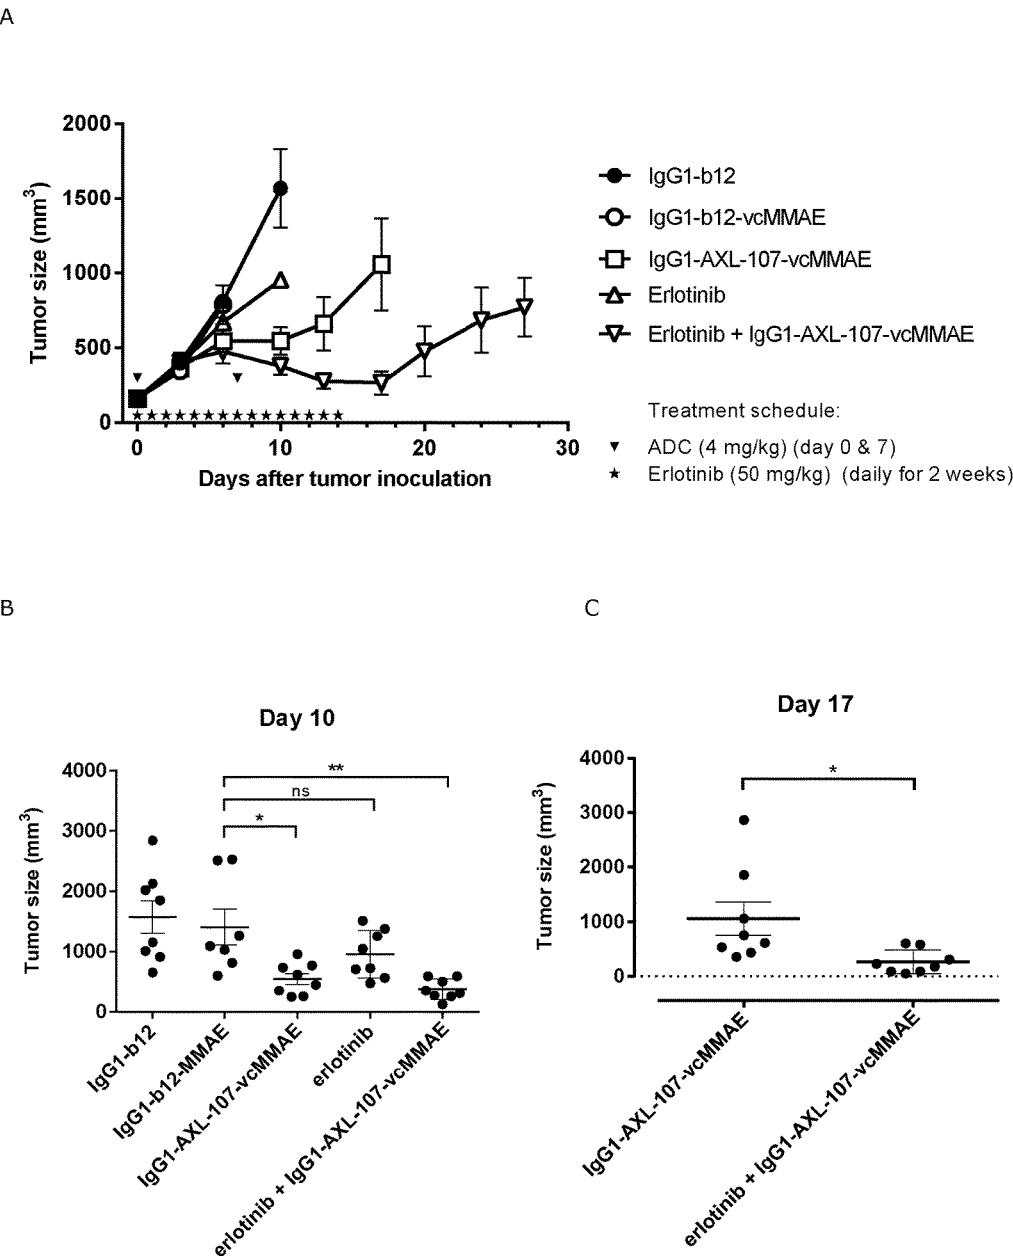 A
2000
1500
1000
500
0
Tumor size (mm³)
0 10 20 30
Days after tumor inoculation
IgG1-b12
IgG1-b12-vcMMAE
IgG1-AXL-107-vcMMAE
Erlotinib
Erlotinib + IgG1-AXL-107-vcMMAE
Treatment schedule:
▼ ADC (4 mg/kg) (day 0 & 7)
★ Erlotinib (50 mg/kg) (daily for 2 weeks)
B
Day 10
4000
3000
2000
1000
0
Tumor size (mm³)
**
ns
*
IgG1-b12
IgG1-b12-MMAE
IgG1-AXL-107-vcMMAE
erlotinib
erlotinib + IgG1-AXL-107-vcMMAE
C
Day 17
4000
3000
2000
1000
0
Tumor size (mm³)
*
IgG1-AXL-107-vcMMAE
erlotinib + IgG1-AXL-107-vcMMAE